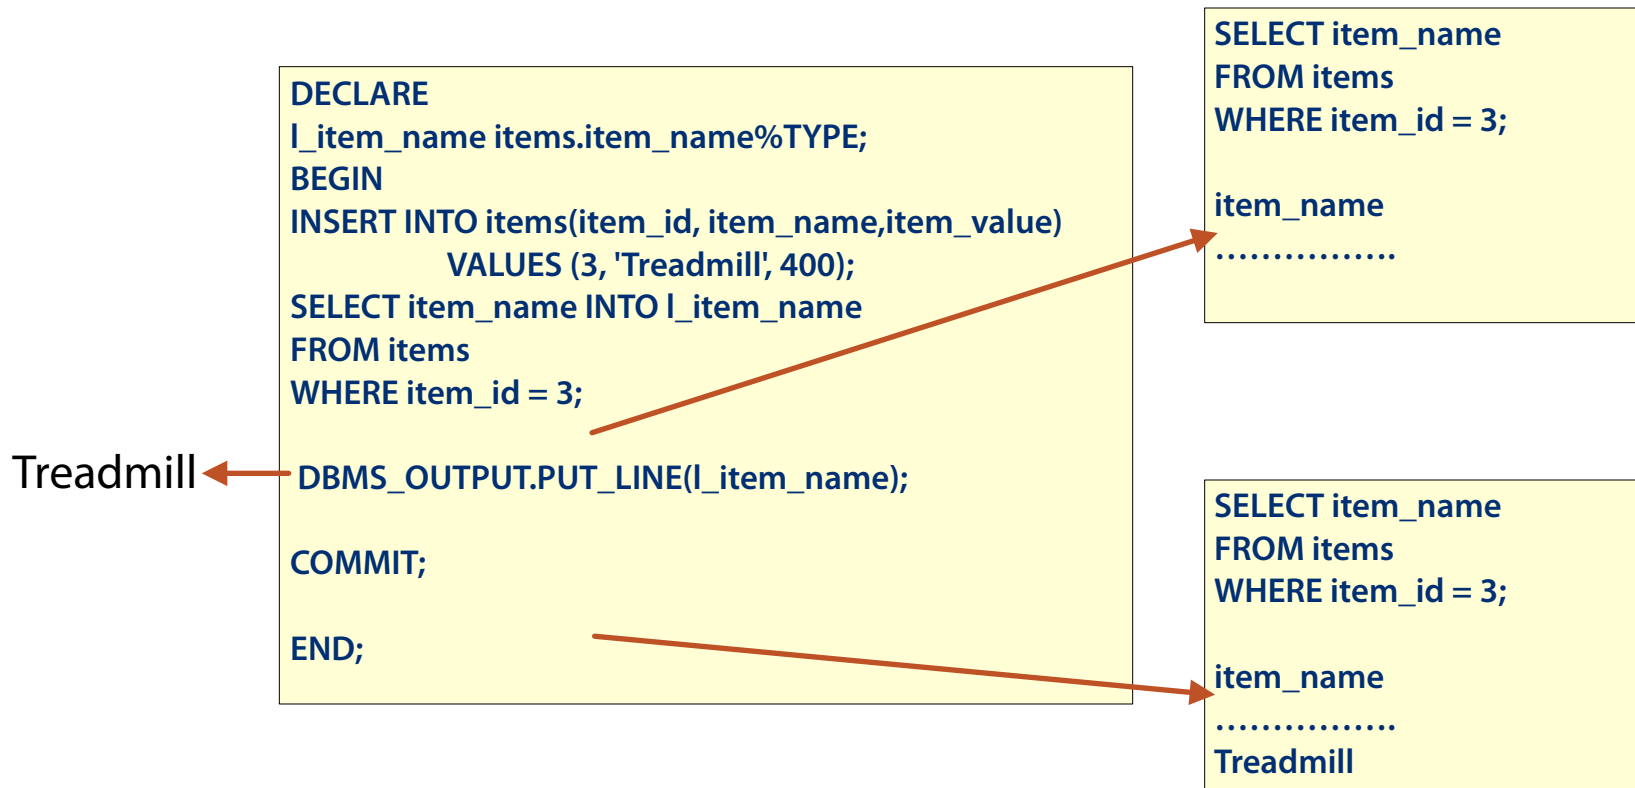 DECLARE
l_item_name items.item_name%TYPE;
BEGIN
INSERT INTO items(item_id, item_name,item_value)
VALUES (3, 'Treadmill', 400);
SELECT item_name INTO l_item_name
FROM items
WHERE item_id = 3;
Treadmill
DBMS_OUTPUT.PUT_LINE(l_item_name);
COMMIT;
END;
SELECT item_name
FROM items
WHERE item_id = 3;
item_name
................
SELECT item_name
FROM items
WHERE item_id = 3;
item_name
................
Treadmill